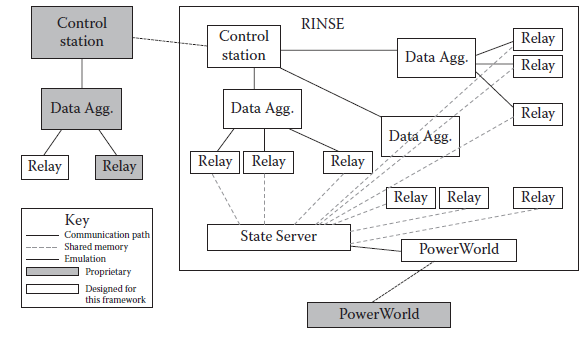 Control
station
Data Agg.
Relay
Relay
RINSE
Control
station
Data Agg.
Relay
Relay
Relay
Data Agg.
Data Agg.
Relay
Relay
Relay
Relay
Relay
Relay
State Server
PowerWorld
PowerWorld
Key
Communication path
Shared memory
Emulation
Proprietary
Designed for
this framework